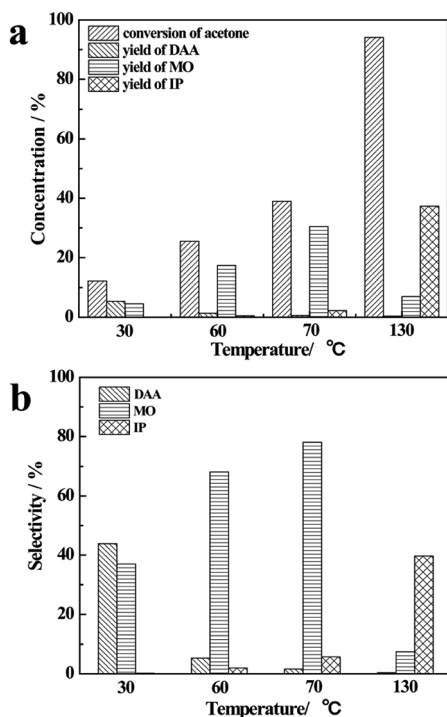 a
conversion of acetone
yield of DAA
yield of MO
yield of IP
100
80
60
40
20
0
Concentration / %
30 60 70 130
Temperature/ °C
b
DAA
MO
IP
100
80
60
40
20
0
Selectivity / %
30 60 70 130
Temperature/ °C